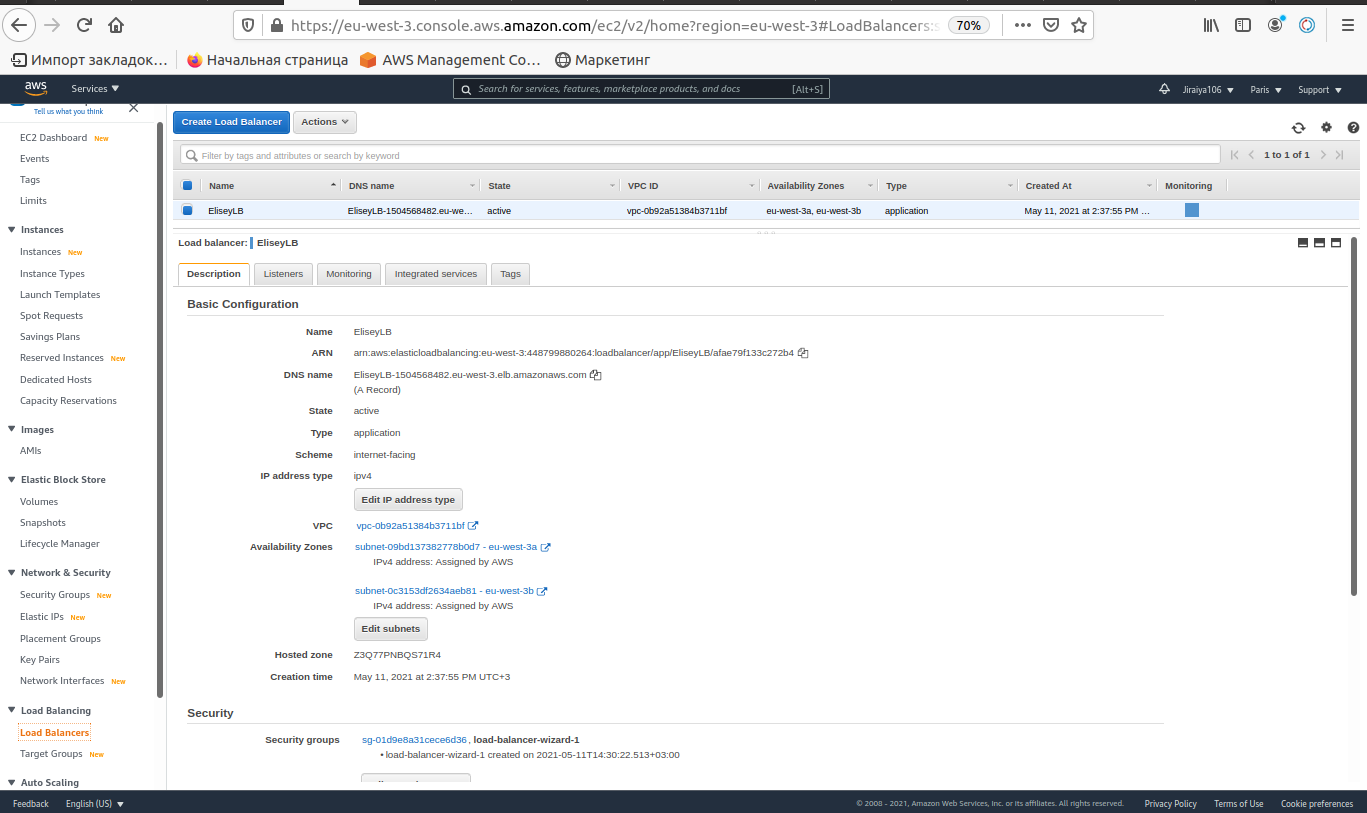 https://eu-west-3.console.aws.amazon.com/ec2/v2/home?region=eu-west-3#LoadBalancers:s
70%
Импорт закладок…
Начальная страница
AWS Management Co…
Маркетинг
aws
Services
Search for services, features, marketplace products, and docs
[Alt+S]
Jiraiya106
Paris
Support
Tell us what you think
EC2 Dashboard New
Events
Tags
Limits
Instances
Instances New
Instance Types
Launch Templates
Spot Requests
Savings Plans
Reserved Instances New
Dedicated Hosts
Capacity Reservations
Images
AMIs
Elastic Block Store
Volumes
Snapshots
Lifecycle Manager
Network & Security
Security Groups New
Elastic IPs New
Placement Groups
Key Pairs
Network Interfaces New
Load Balancing
Load Balancers
Target Groups New
Auto Scaling
Create Load Balancer
Actions
Filter by tags and attributes or search by keyword
1 to 1 of 1
Name DNS name State VPC ID Availability Zones Type Created At Monitoring
EliseyLB EliseyLB-1504568482.eu-we… active vpc-0b92a51384b3711bf eu-west-3a, eu-west-3b application May 11, 2021 at 2:37:55 PM …
Load balancer: EliseyLB
Description Listeners Monitoring Integrated services Tags
Basic Configuration
Name EliseyLB
ARN arn:aws:elasticloadbalancing:eu-west-3:448799880264:loadbalancer/app/EliseyLB/afae79f133c272b4
DNS name EliseyLB-1504568482.eu-west-3.elb.amazonaws.com
(A Record)
State active
Type application
Scheme internet-facing
IP address type ipv4
Edit IP address type
VPC vpc-0b92a51384b3711bf
Availability Zones subnet-09bd137382778b0d7 - eu-west-3a
IPv4 address: Assigned by AWS
subnet-0c3153df2634aeb81 - eu-west-3b
IPv4 address: Assigned by AWS
Edit subnets
Hosted zone Z3Q77PNBQS71R4
Creation time May 11, 2021 at 2:37:55 PM UTC+3
Security
Security groups sg-01d9e8a31cece6d36, load-balancer-wizard-1
• load-balancer-wizard-1 created on 2021-05-11T14:30:22.513+03:00
Feedback
English (US)
© 2008 - 2021, Amazon Web Services, Inc. or its affiliates. All rights reserved.
Privacy Policy
Terms of Use
Cookie preferences